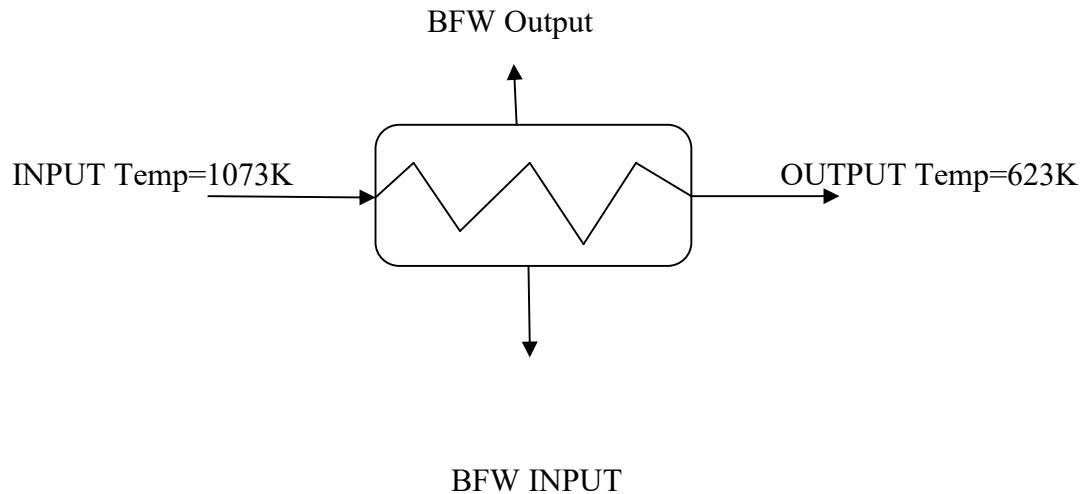 BFW Output
INPUT Temp=1073K
OUTPUT Temp=623K
BFW INPUT